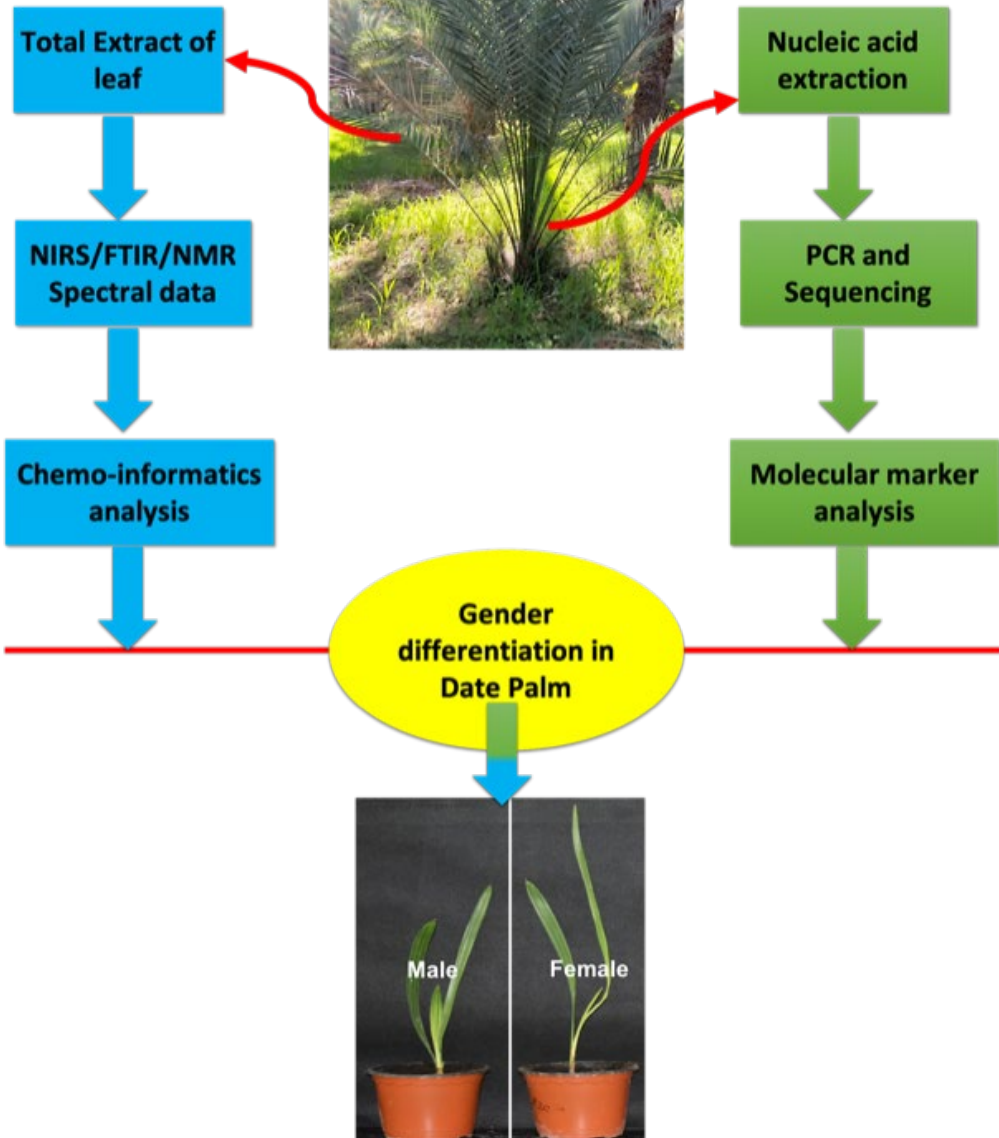 Total Extract of
leaf
Nucleic acid
extraction
NIRS/FTIR/NMR
Spectral data
PCR and
Sequencing
Chemo-informatics
analysis
Molecular marker
analysis
Gender
differentiation in
Date Palm
Male
Female